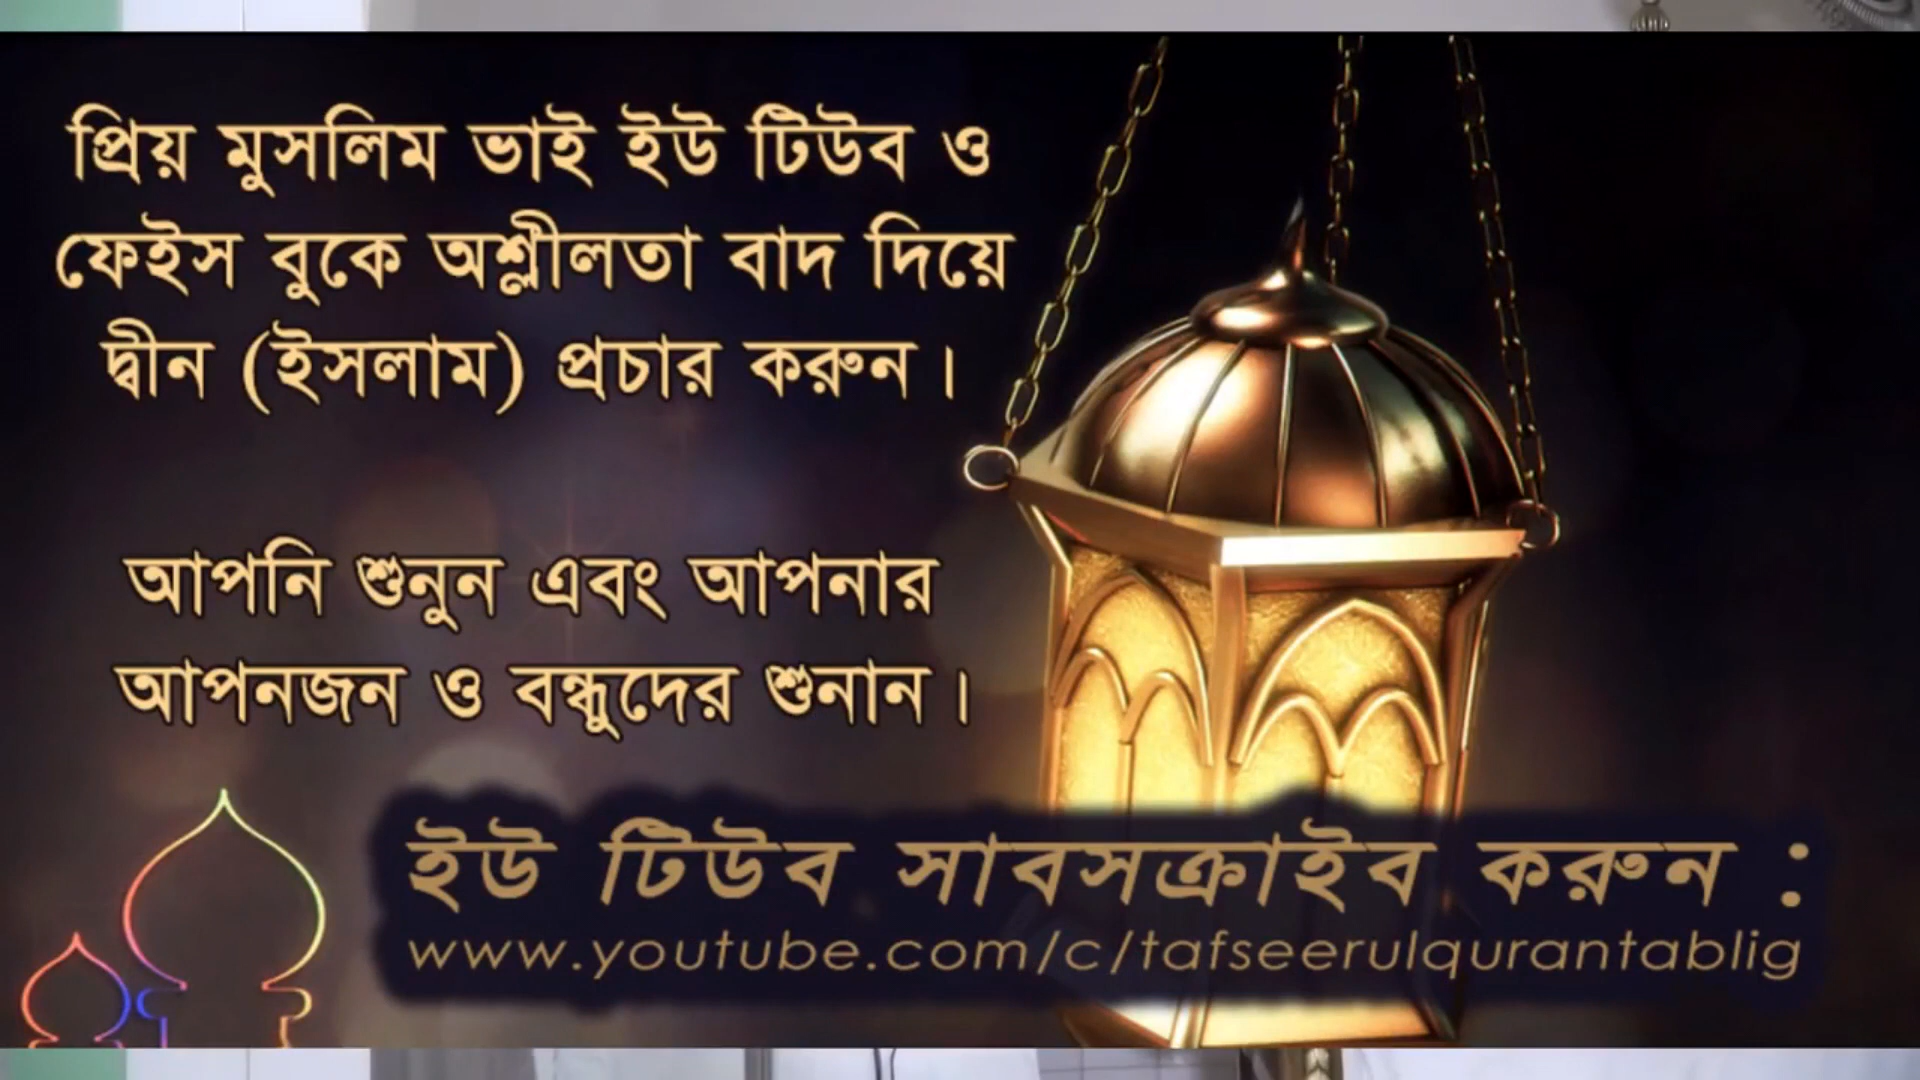 প্রিয় মুসলিম ভাই ইউ টিউব ও
ফেইস বুকে অশ্লীলতা বাদ দিয়ে
দ্বীন (ইসলাম) প্রচার করুন।
আপনি শুনুন এবং আপনার
আপনজন ও বন্ধুদের শুনান।
ইউ টিউব সাবসক্রাইব করুন :
www.youtube.com/c/tafseerulqurantablig